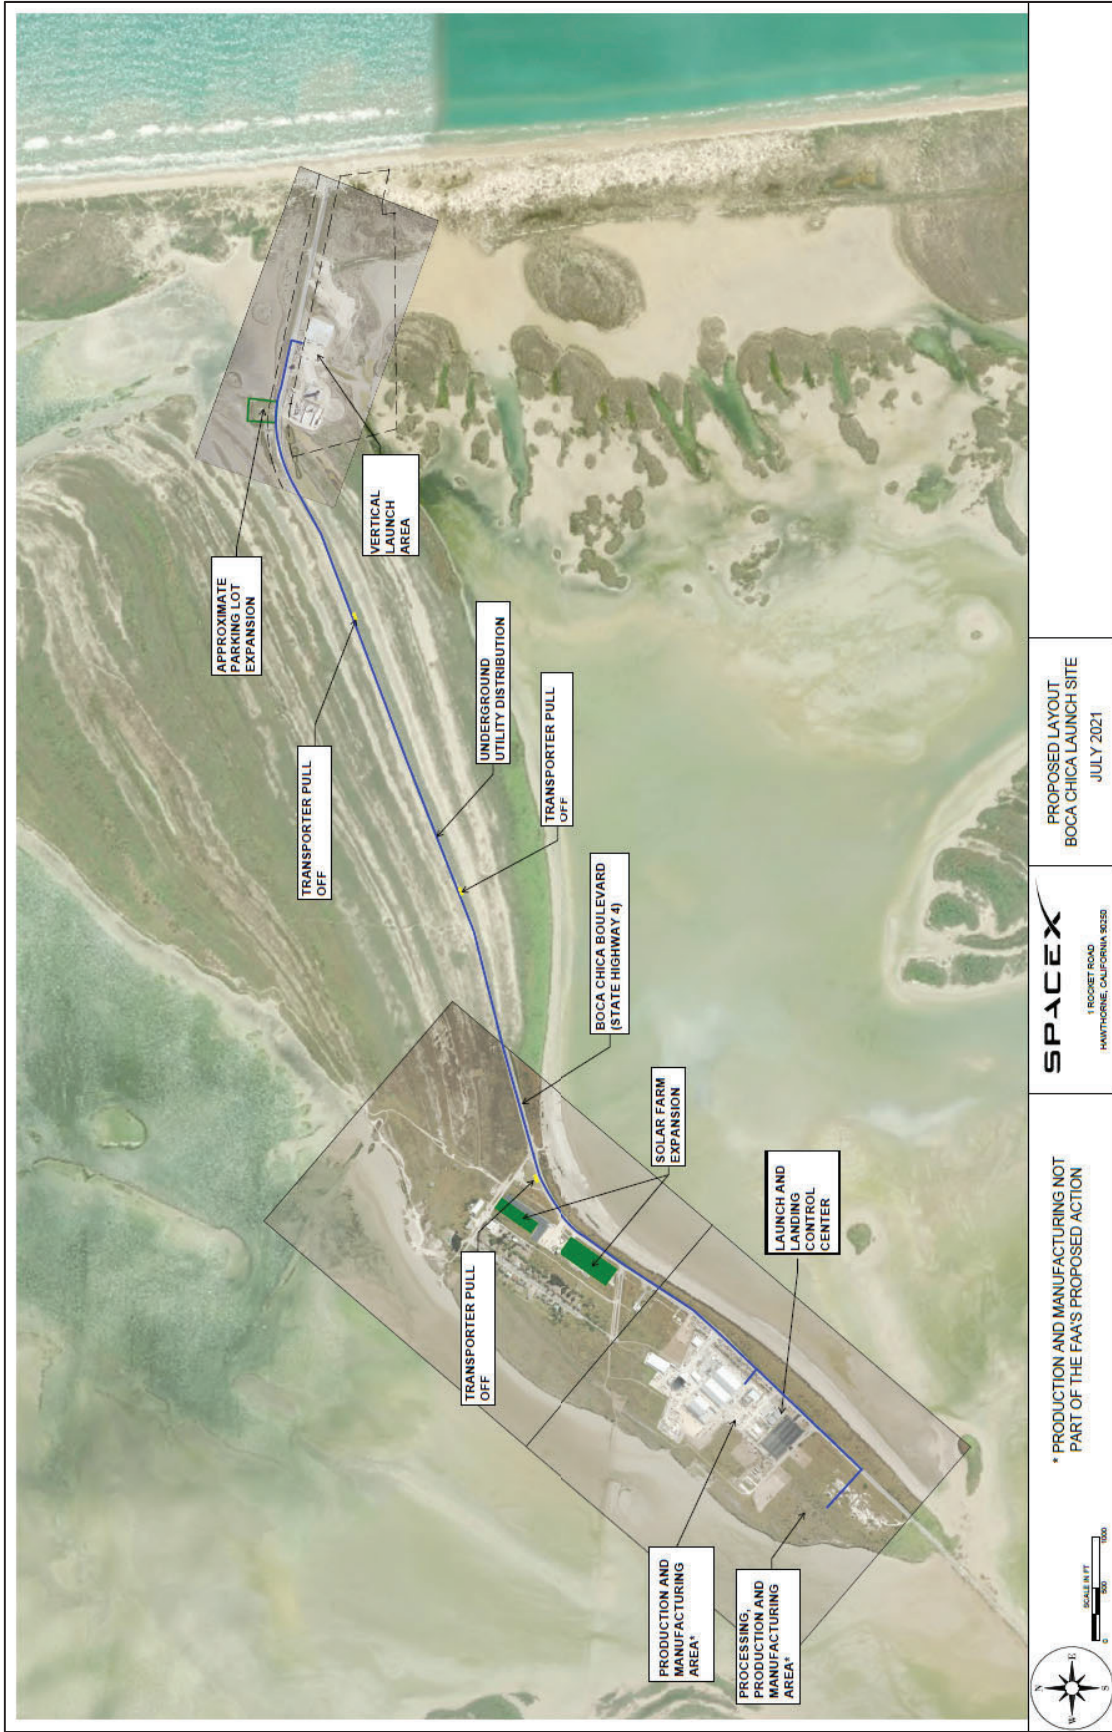 APPROXIMATE
PARKING LOT
EXPANSION
VERTICAL
LAUNCH
AREA
TRANSPORTER PULL
OFF
UNDERGROUND
UTILITY DISTRIBUTION
TRANSPORTER PULL
OFF
BOCA CHICA BOULEVARD
(STATE HIGHWAY 4)
SOLAR FARM
EXPANSION
TRANSPORTER PULL
OFF
LAUNCH AND
LANDING
CONTROL
CENTER
PRODUCTION AND
MANUFACTURING
AREA*
PROCESSING,
PRODUCTION AND
MANUFACTURING
AREA*
N
W
E
S
SCALE IN FT
0
500
1000
* PRODUCTION AND MANUFACTURING NOT
PART OF THE FAA'S PROPOSED ACTION
SPACEX
1 ROCKET ROAD
HAWTHORNE, CALIFORNIA 90250
PROPOSED LAYOUT
BOCA CHICA LAUNCH SITE
JULY 2021